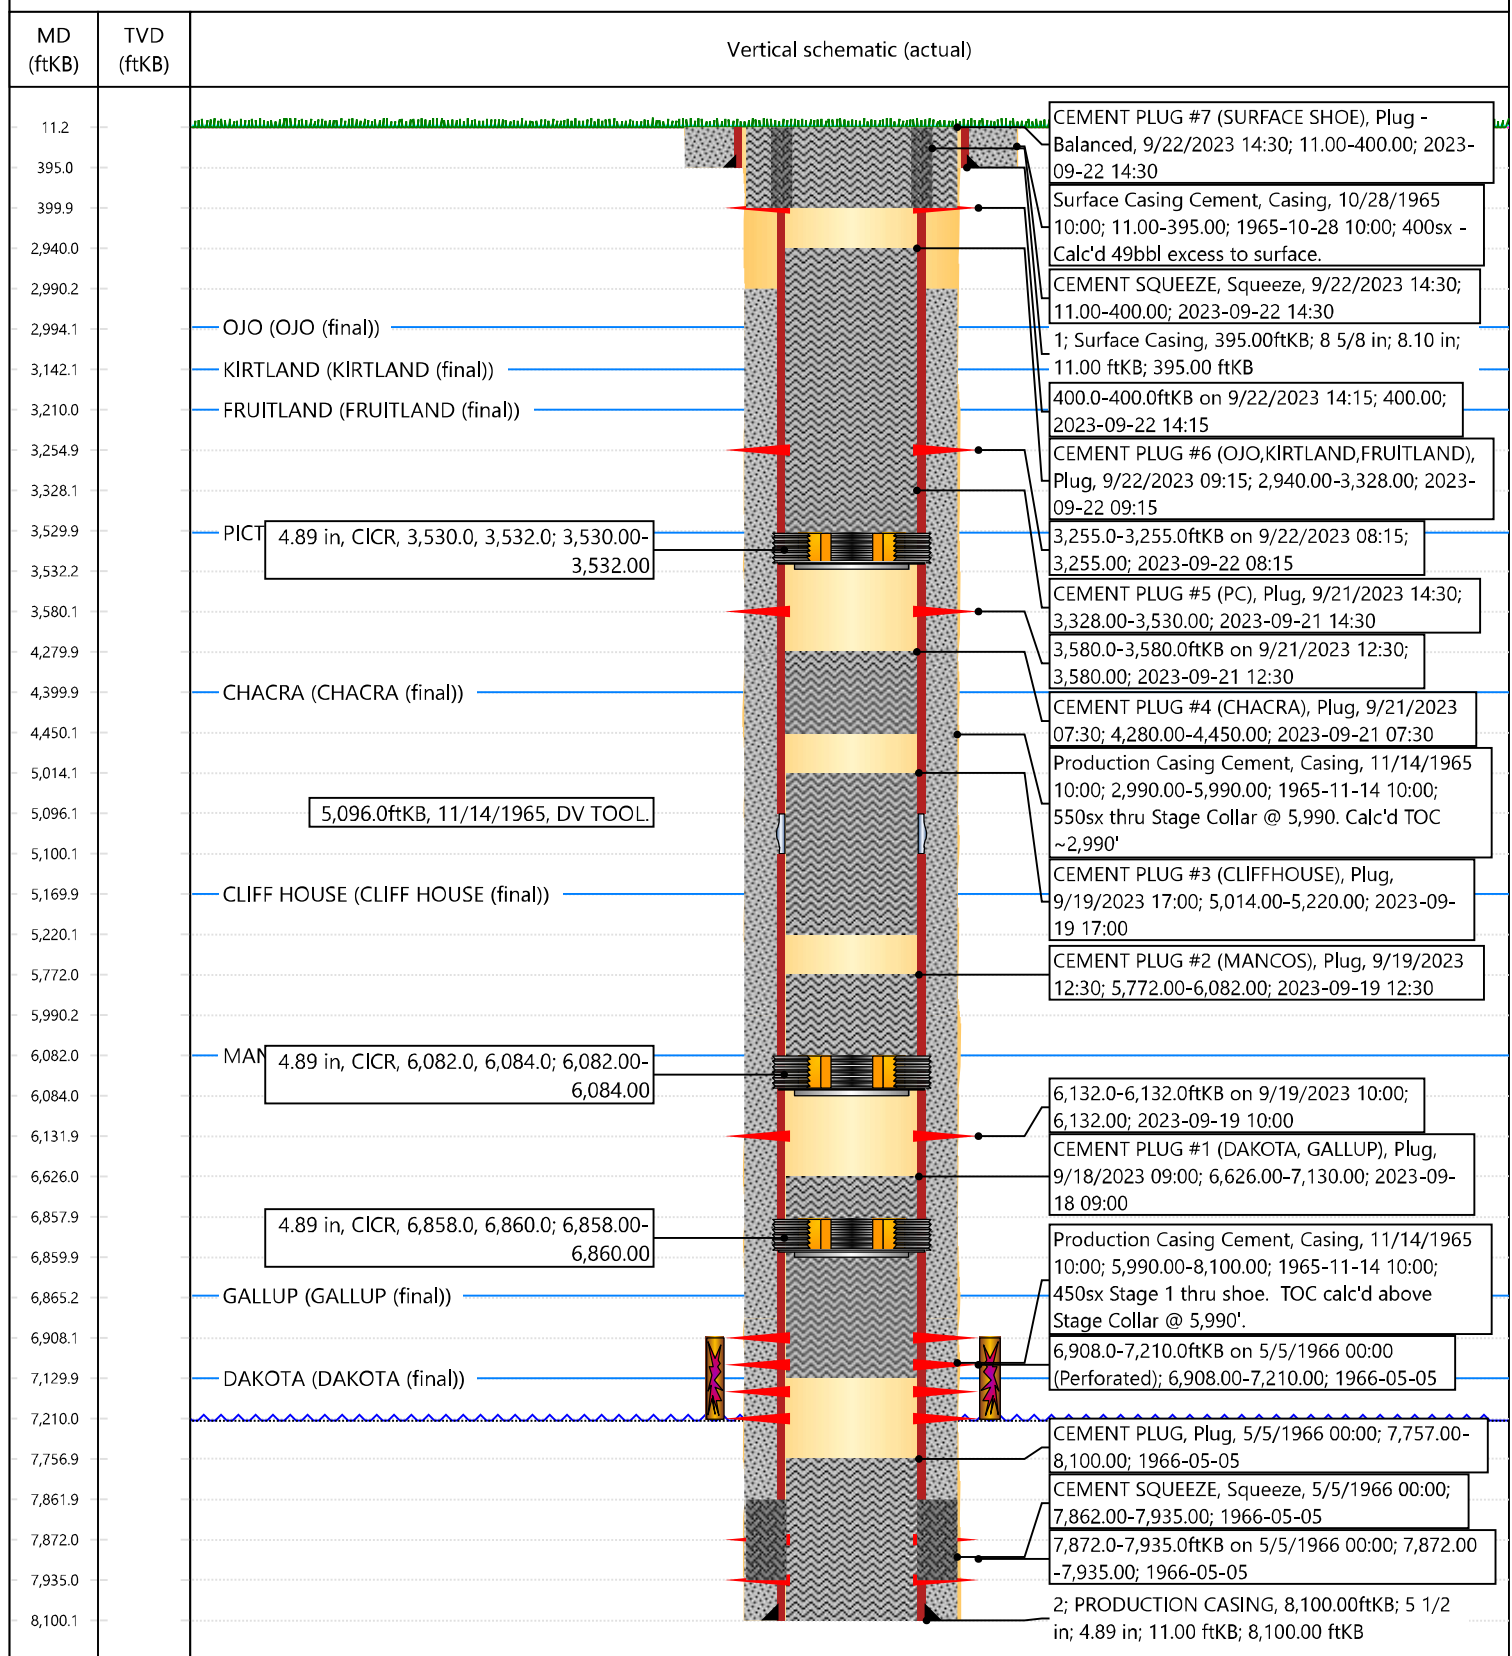 MD
(ftKB)
TVD
(ftKB)
Vertical schematic (actual)
11.2
395.0
399.9
2,940.0
2,990.2
2,994.1
3,142.1
3,210.0
3,254.9
3,328.1
3,529.9
3,532.2
3,580.1
4,279.9
4,399.9
4,450.1
5,014.1
5,096.1
5,100.1
5,169.9
5,220.1
5,772.0
5,990.2
6,082.0
6,084.0
6,131.9
6,626.0
6,857.9
6,859.9
6,865.2
6,908.1
7,129.9
7,210.0
7,756.9
7,861.9
7,872.0
7,935.0
8,100.1
OJO (OJO (final))
KIRTLAND (KIRTLAND (final))
FRUITLAND (FRUITLAND (final))
PICT
4.89 in, CICR, 3,530.0, 3,532.0; 3,530.00-
3,532.00
CHACRA (CHACRA (final))
5,096.0ftKB, 11/14/1965, DV TOOL.
CLIFF HOUSE (CLIFF HOUSE (final))
MAN
4.89 in, CICR, 6,082.0, 6,084.0; 6,082.00-
6,084.00
4.89 in, CICR, 6,858.0, 6,860.0; 6,858.00-
6,860.00
GALLUP (GALLUP (final))
DAKOTA (DAKOTA (final))
CEMENT PLUG #7 (SURFACE SHOE), Plug -
Balanced, 9/22/2023 14:30; 11.00-400.00; 2023-
09-22 14:30
Surface Casing Cement, Casing, 10/28/1965
10:00; 11.00-395.00; 1965-10-28 10:00; 400sx -
Calc'd 49bbl excess to surface.
CEMENT SQUEEZE, Squeeze, 9/22/2023 14:30;
11.00-400.00; 2023-09-22 14:30
1; Surface Casing, 395.00ftKB; 8 5/8 in; 8.10 in;
11.00 ftKB; 395.00 ftKB
400.0-400.0ftKB on 9/22/2023 14:15; 400.00;
2023-09-22 14:15
CEMENT PLUG #6 (OJO,KIRTLAND,FRUITLAND),
Plug, 9/22/2023 09:15; 2,940.00-3,328.00; 2023-
09-22 09:15
3,255.0-3,255.0ftKB on 9/22/2023 08:15;
3,255.00; 2023-09-22 08:15
CEMENT PLUG #5 (PC), Plug, 9/21/2023 14:30;
3,328.00-3,530.00; 2023-09-21 14:30
3,580.0-3,580.0ftKB on 9/21/2023 12:30;
3,580.00; 2023-09-21 12:30
CEMENT PLUG #4 (CHACRA), Plug, 9/21/2023
07:30; 4,280.00-4,450.00; 2023-09-21 07:30
Production Casing Cement, Casing, 11/14/1965
10:00; 2,990.00-5,990.00; 1965-11-14 10:00;
550sx thru Stage Collar @ 5,990. Calc'd TOC
~2,990'
CEMENT PLUG #3 (CLIFFHOUSE), Plug,
9/19/2023 17:00; 5,014.00-5,220.00; 2023-09-
19 17:00
CEMENT PLUG #2 (MANCOS), Plug, 9/19/2023
12:30; 5,772.00-6,082.00; 2023-09-19 12:30
6,132.0-6,132.0ftKB on 9/19/2023 10:00;
6,132.00; 2023-09-19 10:00
CEMENT PLUG #1 (DAKOTA, GALLUP), Plug,
9/18/2023 09:00; 6,626.00-7,130.00; 2023-09-
18 09:00
Production Casing Cement, Casing, 11/14/1965
10:00; 5,990.00-8,100.00; 1965-11-14 10:00;
450sx Stage 1 thru shoe.  TOC calc'd above
Stage Collar @ 5,990'.
6,908.0-7,210.0ftKB on 5/5/1966 00:00
(Perforated); 6,908.00-7,210.00; 1966-05-05
CEMENT PLUG, Plug, 5/5/1966 00:00; 7,757.00-
8,100.00; 1966-05-05
CEMENT SQUEEZE, Squeeze, 5/5/1966 00:00;
7,862.00-7,935.00; 1966-05-05
7,872.0-7,935.0ftKB on 5/5/1966 00:00; 7,872.00
-7,935.00; 1966-05-05
2; PRODUCTION CASING, 8,100.00ftKB; 5 1/2
in; 4.89 in; 11.00 ftKB; 8,100.00 ftKB